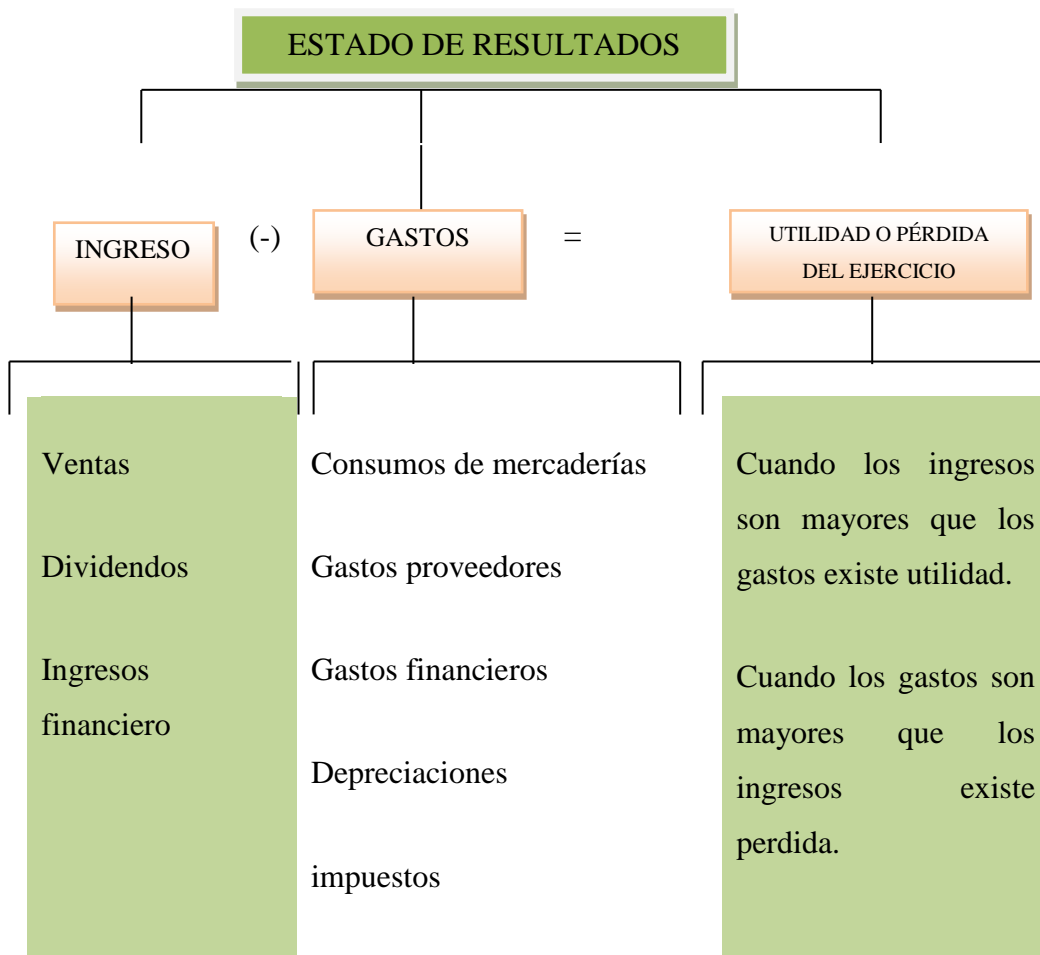 ESTADO DE RESULTADOS
INGRESO
(-)
GASTOS
=
UTILIDAD O PÉRDIDA
DEL EJERCICIO
Ventas
Dividendos
Ingresos
financiero
Consumos de mercaderías
Gastos proveedores
Gastos financieros
Depreciaciones
impuestos
Cuando los ingresos
son mayores que los
gastos existe utilidad.
Cuando los gastos son
mayores que los
ingresos existe
perdida.